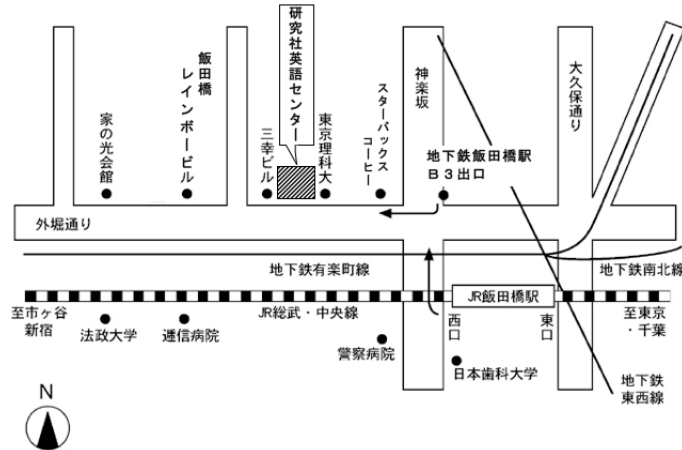 研究社英語センター
飯田橋
レインボービル
家の光会館
三幸ビル
東京理科大
スターバックス
コーヒー
神楽坂
大久保通り
地下鉄飯田橋駅
B3出口
外堀通り
地下鉄有楽町線
地下鉄南北線
JR飯田橋駅
至市ヶ谷
新宿
法政大学
逓信病院
JR総武・中央線
警察病院
西口
東口
日本歯科大学
至東京
・千葉
地下鉄
東西線
N